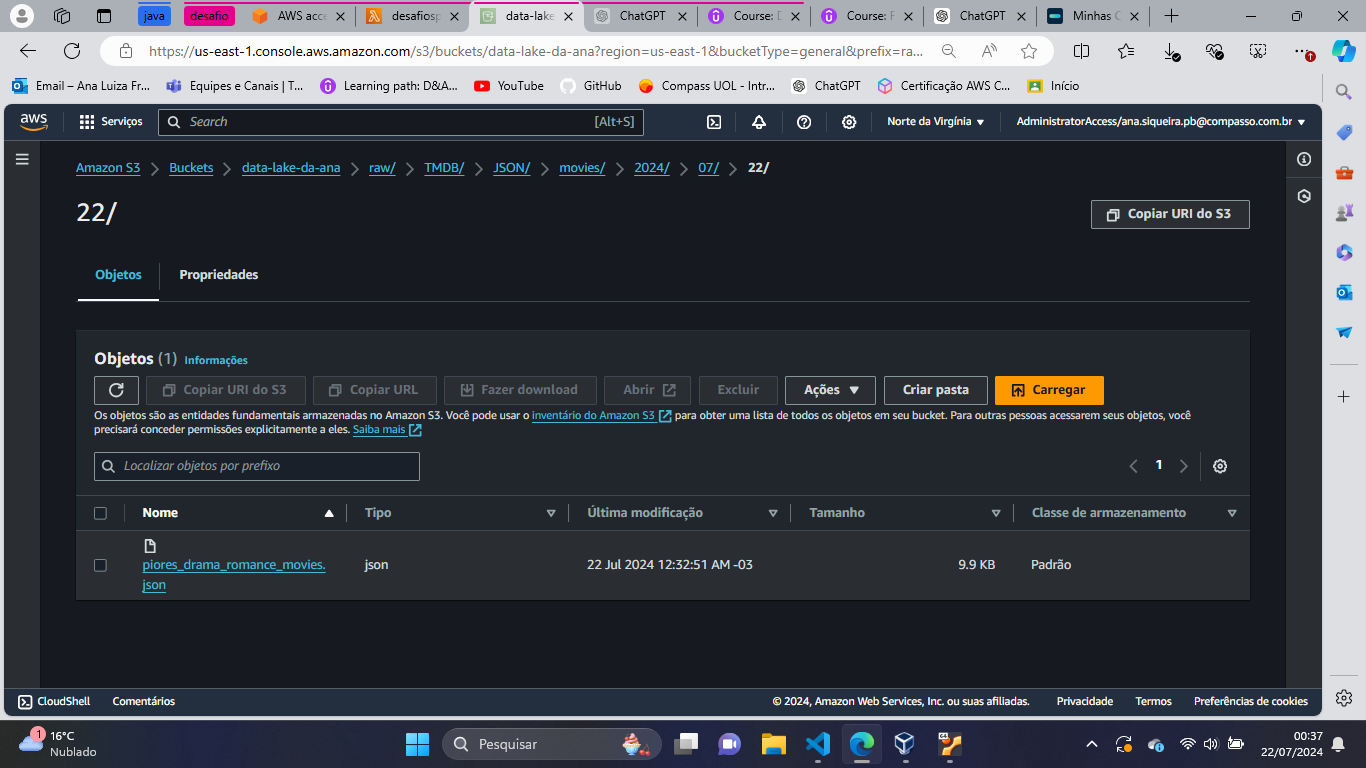 java
desafio
AWS acce
desafiosp
data-lake
ChatGPT
Course: D
Course: F
ChatGPT
Minhas C
https://us-east-1.console.aws.amazon.com/s3/buckets/data-lake-da-ana?region=us-east-1&bucketType=general&prefix=ra...
Email – Ana Luiza Fr...
Equipes e Canais | T...
Learning path: D&A...
YouTube
GitHub
Compass UOL - Intr...
ChatGPT
Certificação AWS C...
Início
aws
Serviços
Search
[Alt+S]
Norte da Virgínia
AdministratorAccess/ana.siqueira.pb@compasso.com.br
Amazon S3 > Buckets > data-lake-da-ana > raw/ > TMDB/ > JSON/ > movies/ > 2024/ > 07/ > 22/
22/
Copiar URI do S3
Objetos
Propriedades
Objetos (1) Informações
Copiar URI do S3
Copiar URL
Fazer download
Abrir
Excluir
Ações
Criar pasta
Carregar
Os objetos são as entidades fundamentais armazenadas no Amazon S3. Você pode usar o inventário do Amazon S3 para obter uma lista de todos os objetos em seu bucket. Para outras pessoas acessarem seus objetos, você
precisará conceder permissões explicitamente a eles. Saiba mais
Localizar objetos por prefixo
1
Nome
Tipo
Última modificação
Tamanho
Classe de armazenamento
piores_drama_romance_movies.
json
json
22 Jul 2024 12:32:51 AM -03
9.9 KB
Padrão
CloudShell
Comentários
© 2024, Amazon Web Services, Inc. ou suas afiliadas.
Privacidade
Termos
Preferências de cookies
1
16°C
Nublado
Pesquisar
00:37
22/07/2024